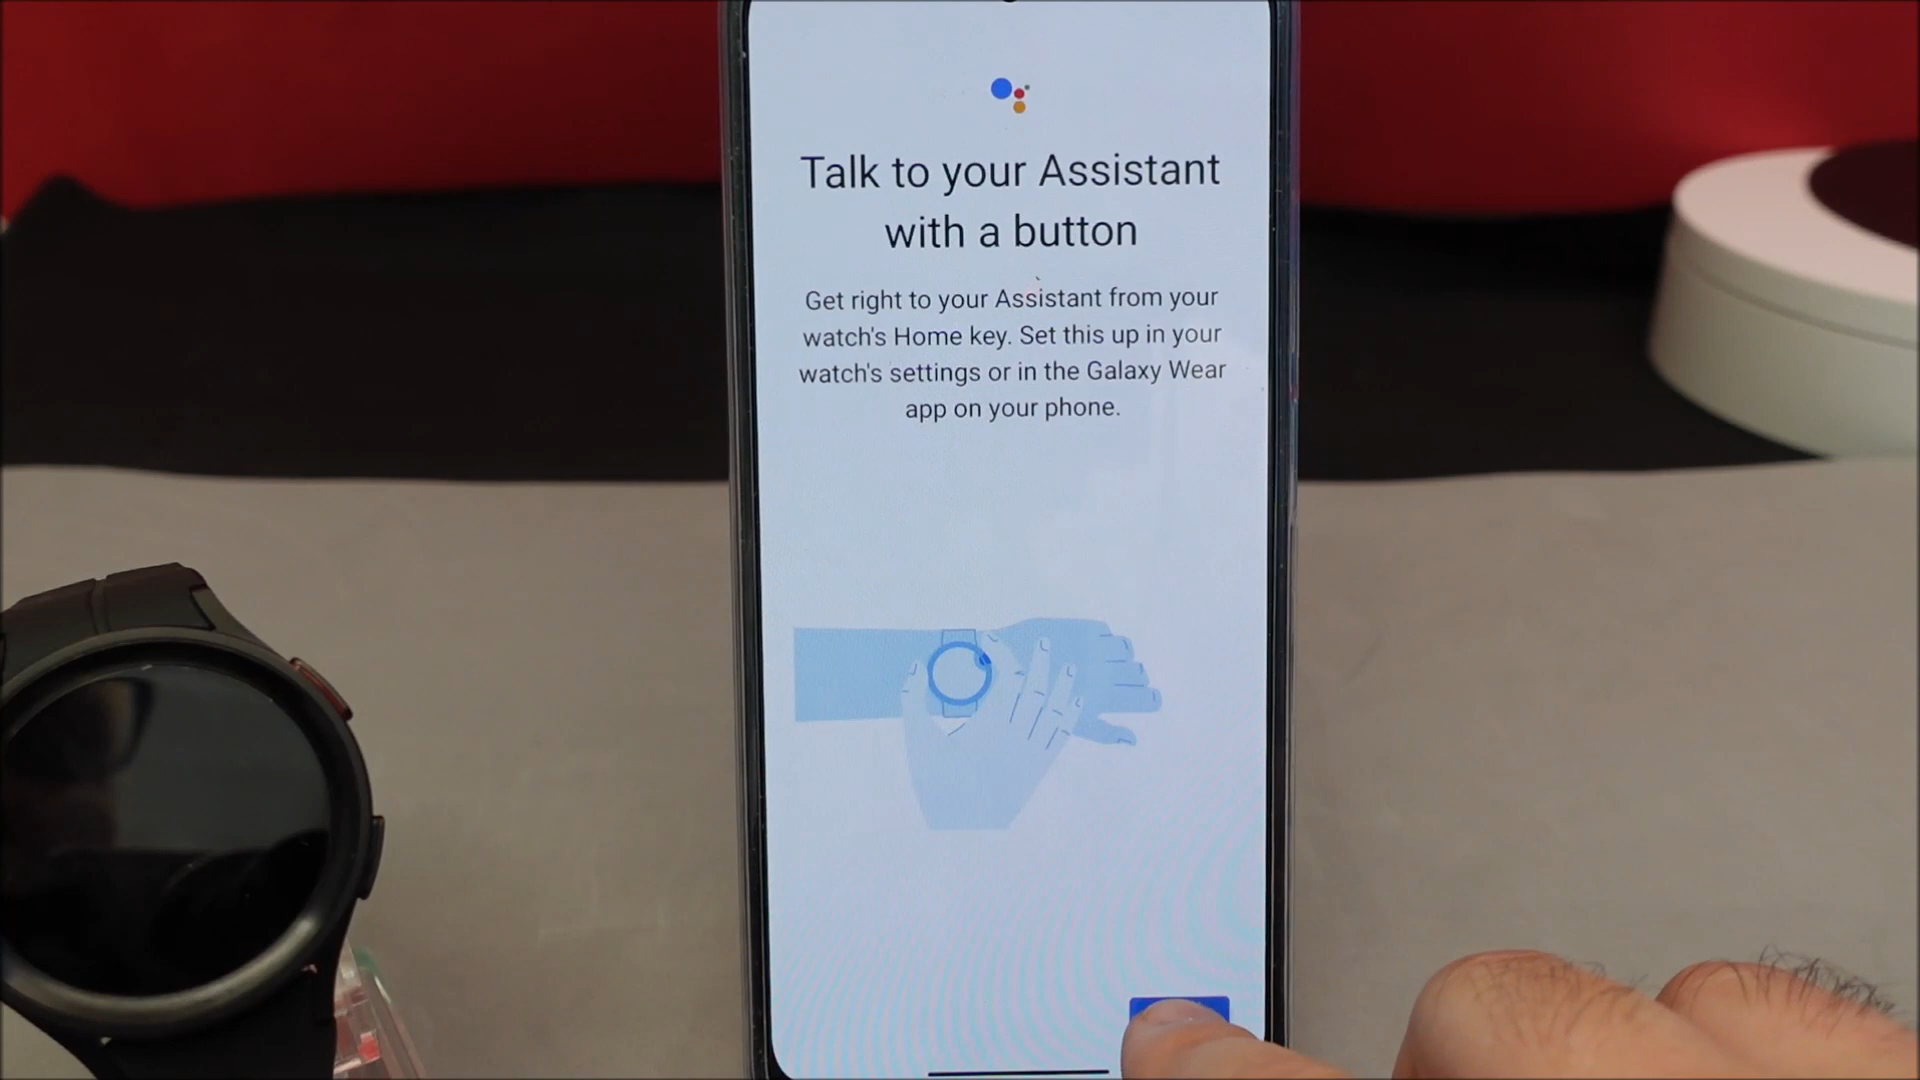 Talk to your Assistant
with a button
Get right to your Assistant from your
watch's Home key. Set this up in your
watch's settings or in the Galaxy Wear
app on your phone.